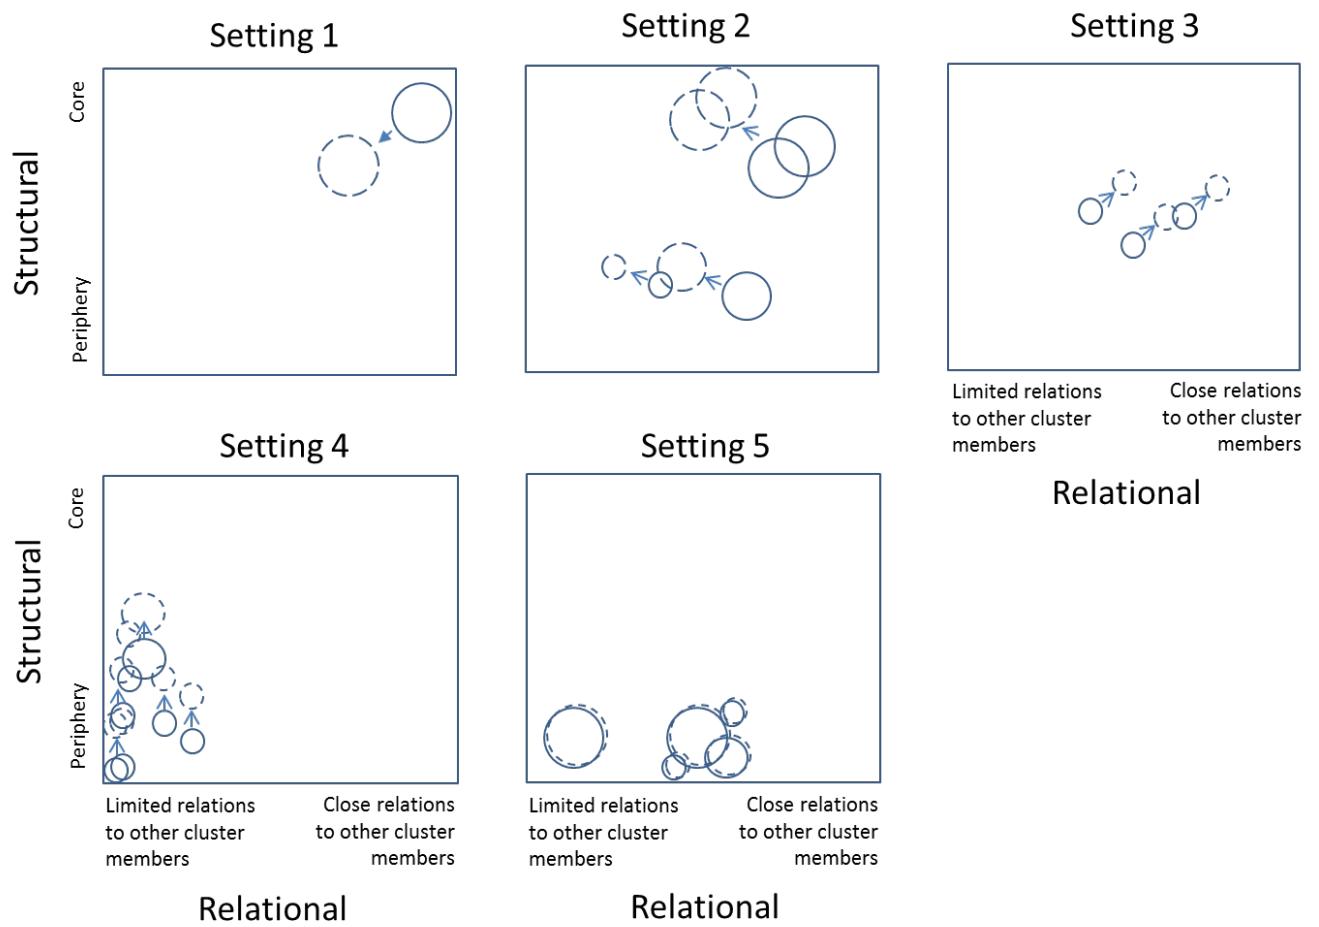 Setting 1
Setting 2
Setting 3
Core
Structural
Periphery
Limited relations
to other cluster
members
Close relations
to other cluster
members
Relational
Setting 4
Setting 5
Core
Structural
Periphery
Limited relations
to other cluster
members
Close relations
to other cluster
members
Limited relations
to other cluster
members
Close relations
to other cluster
members
Relational
Relational